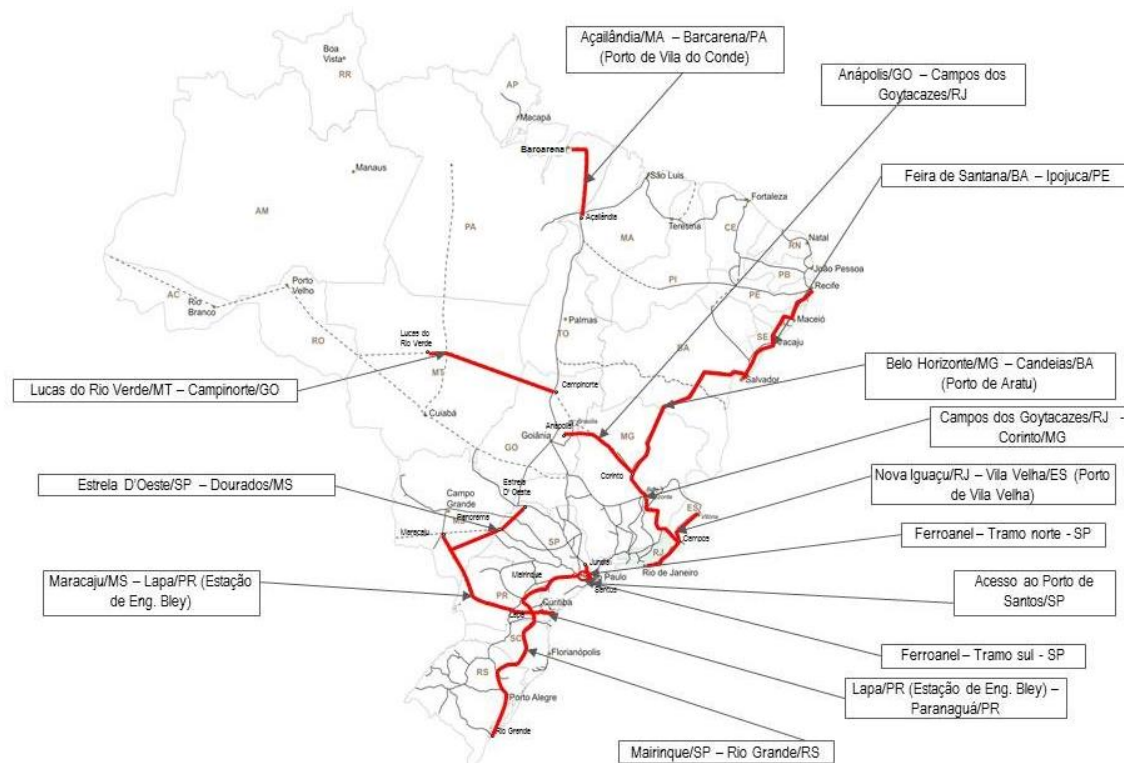 Açailândia/MA – Barcarena/PA
(Porto de Vila do Conde)
Anápolis/GO – Campos dos
Goytacazes/RJ
Feira de Santana/BA – Ipojuca/PE
Belo Horizonte/MG – Candeias/BA
(Porto de Aratu)
Campos dos Goytacazes/RJ –
Corinto/MG
Nova Iguaçu/RJ – Vila Velha/ES (Porto
de Vila Velha)
Ferroanel – Tramo norte - SP
Acesso ao Porto de
Santos/SP
Ferroanel – Tramo sul - SP
Lapa/PR (Estação de Eng. Bley) –
Paranaguá/PR
Mairinque/SP – Rio Grande/RS
Lucas do Rio Verde/MT – Campinorte/GO
Estrela D'Oeste/SP – Dourados/MS
Maracaju/MS – Lapa/PR (Estação
de Eng. Bley)
Boa
Vista
RR
AP
Macapá
Manaus
AM
PA
São Luis
Açailândia
MA
Teresina
CE
Fortaleza
RN
Natal
PB
João Pessoa
Recife
PE
PI
Maceió
SE
BA
Salvador
Palmas
TO
AC
Rio
Branco
Porto
Velho
RO
Lucas do
Rio Verde
MT
Cuiabá
Campinorte
Anápolis
Goiânia
GO
MG
Corinto
Estrela
D' Oeste
Campo
Grande
Panorama
Maracaju
SP
ES
Campos
RJ
Rio de Janeiro
Jundiaí
Paulo
Santos
Mairinque
PR
Curitiba
Lapa
SC
Florianópolis
RS
Porto Alegre
Rio Grande